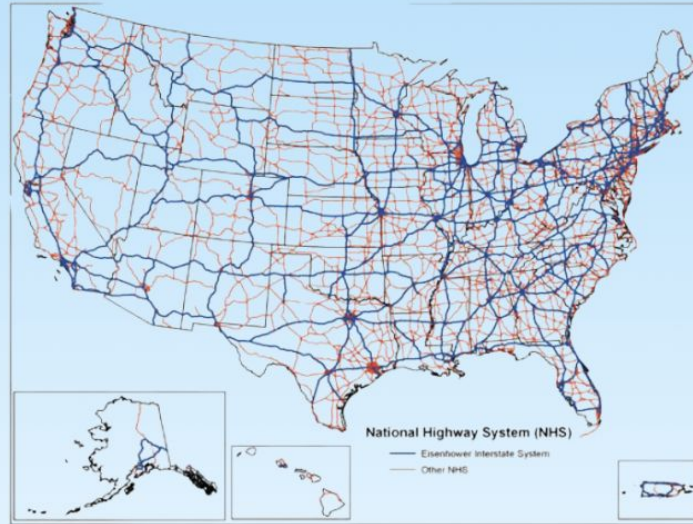 National Highway System (NHS)
Eisenhower Interstate System
Other NHS